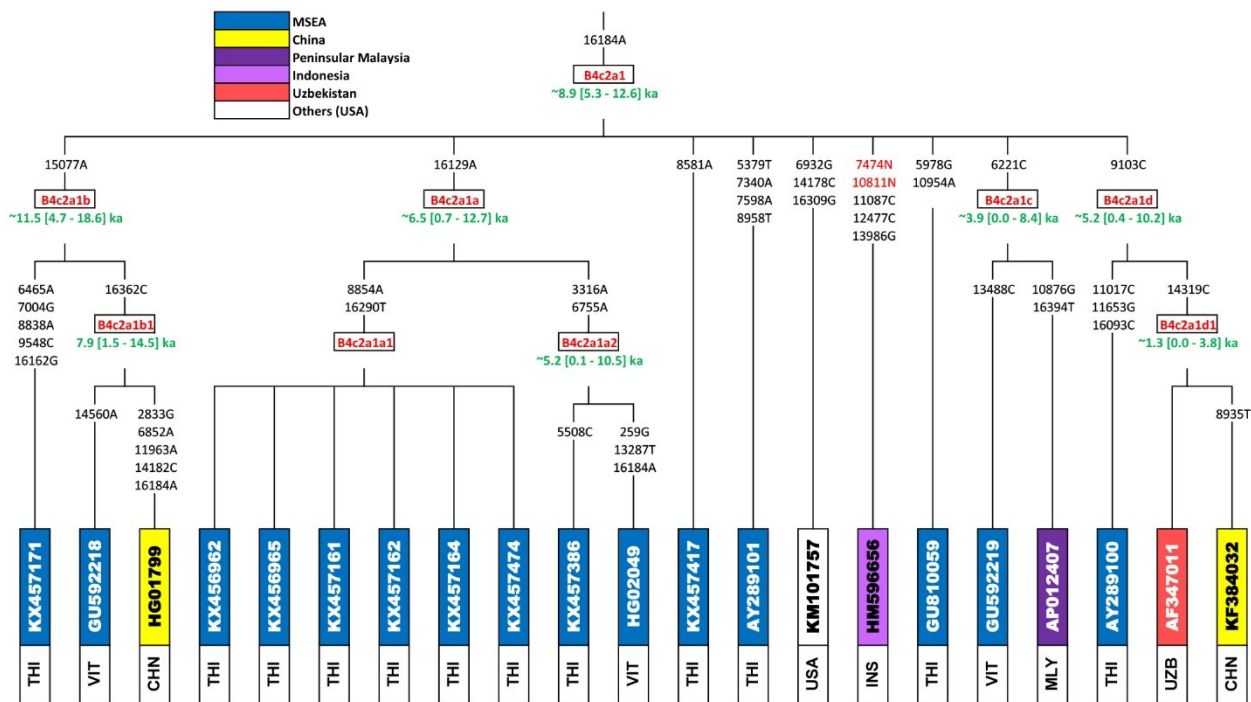 MSEA
China
Peninsular Malaysia
Indonesia
Uzbekistan
Others (USA)
16184A
B4c2a1
~8.9 [5.3 - 12.6] ka
15077A
B4c2a1b
~11.5 [4.7 - 18.6] ka
16129A
B4c2a1a
~6.5 [0.7 - 12.7] ka
8581A
5379T
7340A
7598A
8958T
6932G
14178C
16309G
7474N
10811N
11087C
12477C
13986G
5978G
10954A
6221C
B4c2a1c
~3.9 [0.0 - 8.4] ka
9103C
B4c2a1d
~5.2 [0.4 - 10.2] ka
6465A
7004G
8838A
9548C
16162G
16362C
B4c2a1b1
7.9 [1.5 - 14.5] ka
8854A
16290T
B4c2a1a1
3316A
6755A
B4c2a1a2
~5.2 [0.1 - 10.5] ka
13488C
10876G
16394T
11017C
11653G
16093C
14319C
B4c2a1d1
~1.3 [0.0 - 3.8] ka
14560A
2833G
6852A
11963A
14182C
16184A
5508C
259G
13287T
16184A
8935T
KX457171
GU592218
HG01799
KX456962
KX456965
KX457161
KX457162
KX457164
KX457474
KX457386
HG02049
KX457417
AY289101
KM101757
HM596656
GU810059
GU592219
AP012407
AY289100
AF347011
KF384032
THI
VIT
CHN
THI
THI
THI
THI
THI
THI
THI
VIT
THI
THI
USA
INS
THI
VIT
MLY
THI
UZB
CHN